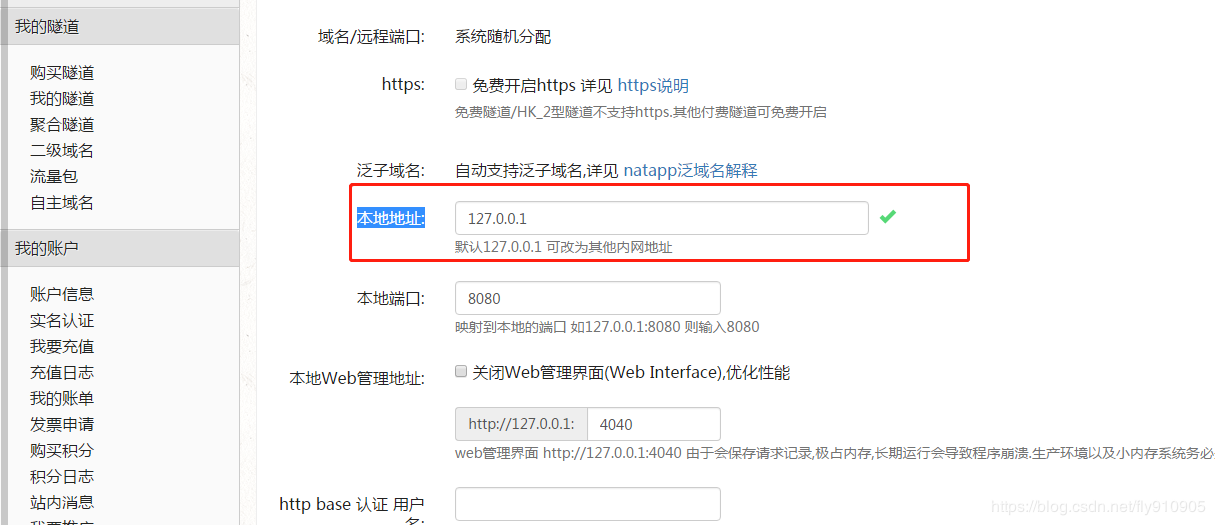 我的隧道
购买隧道
我的隧道
聚合隧道
二级域名
流量包
自主域名
我的账户
账户信息
实名认证
我要充值
充值日志
我的账单
发票申请
购买积分
积分日志
站内消息
我要推广
域名/远程端口: 系统随机分配
https: 免费开启https 详见 https说明
免费隧道/HK_2型隧道不支持https.其他付费隧道可免费开启
泛子域名: 自动支持泛子域名,详见 natapp泛域名解释
本地地址: 127.0.0.1
默认127.0.0.1 可改为其他内网地址
本地端口: 8080
映射到本地的端口 如127.0.0.1:8080 则输入8080
本地Web管理地址: 关闭Web管理界面(Web Interface),优化性能
http://127.0.0.1: 4040
web管理界面 http://127.0.0.1:4040 由于会保存请求记录,极占内存,长期运行会导致程序崩溃.生产环境以及小内存系统务必
http base 认证 用户
名:
https://blog.csdn.net/fly910905